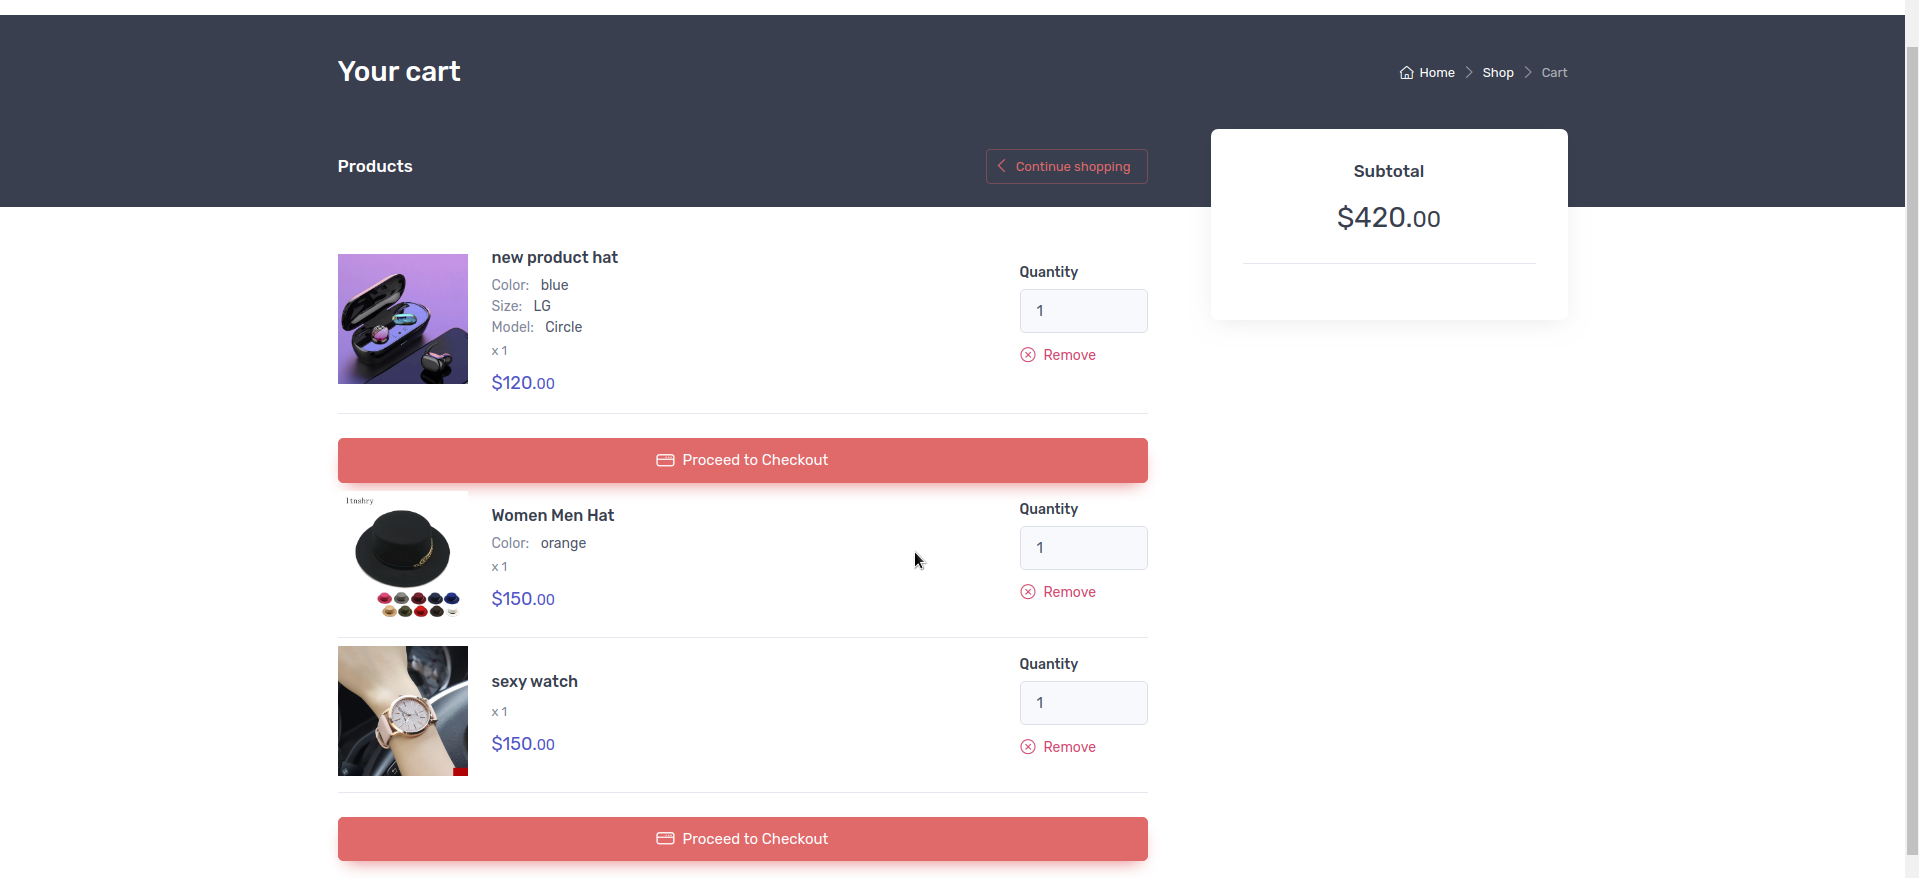 Your cart
Home > Shop > Cart
Products
Continue shopping
Subtotal
$420.00
new product hat
Color: blue
Size: LG
Model: Circle
x 1
$120.00
Quantity
1
Remove
Proceed to Checkout
ltnshry
Women Men Hat
Color: orange
x 1
$150.00
Quantity
1
Remove
sexy watch
x 1
$150.00
Quantity
1
Remove
Proceed to Checkout